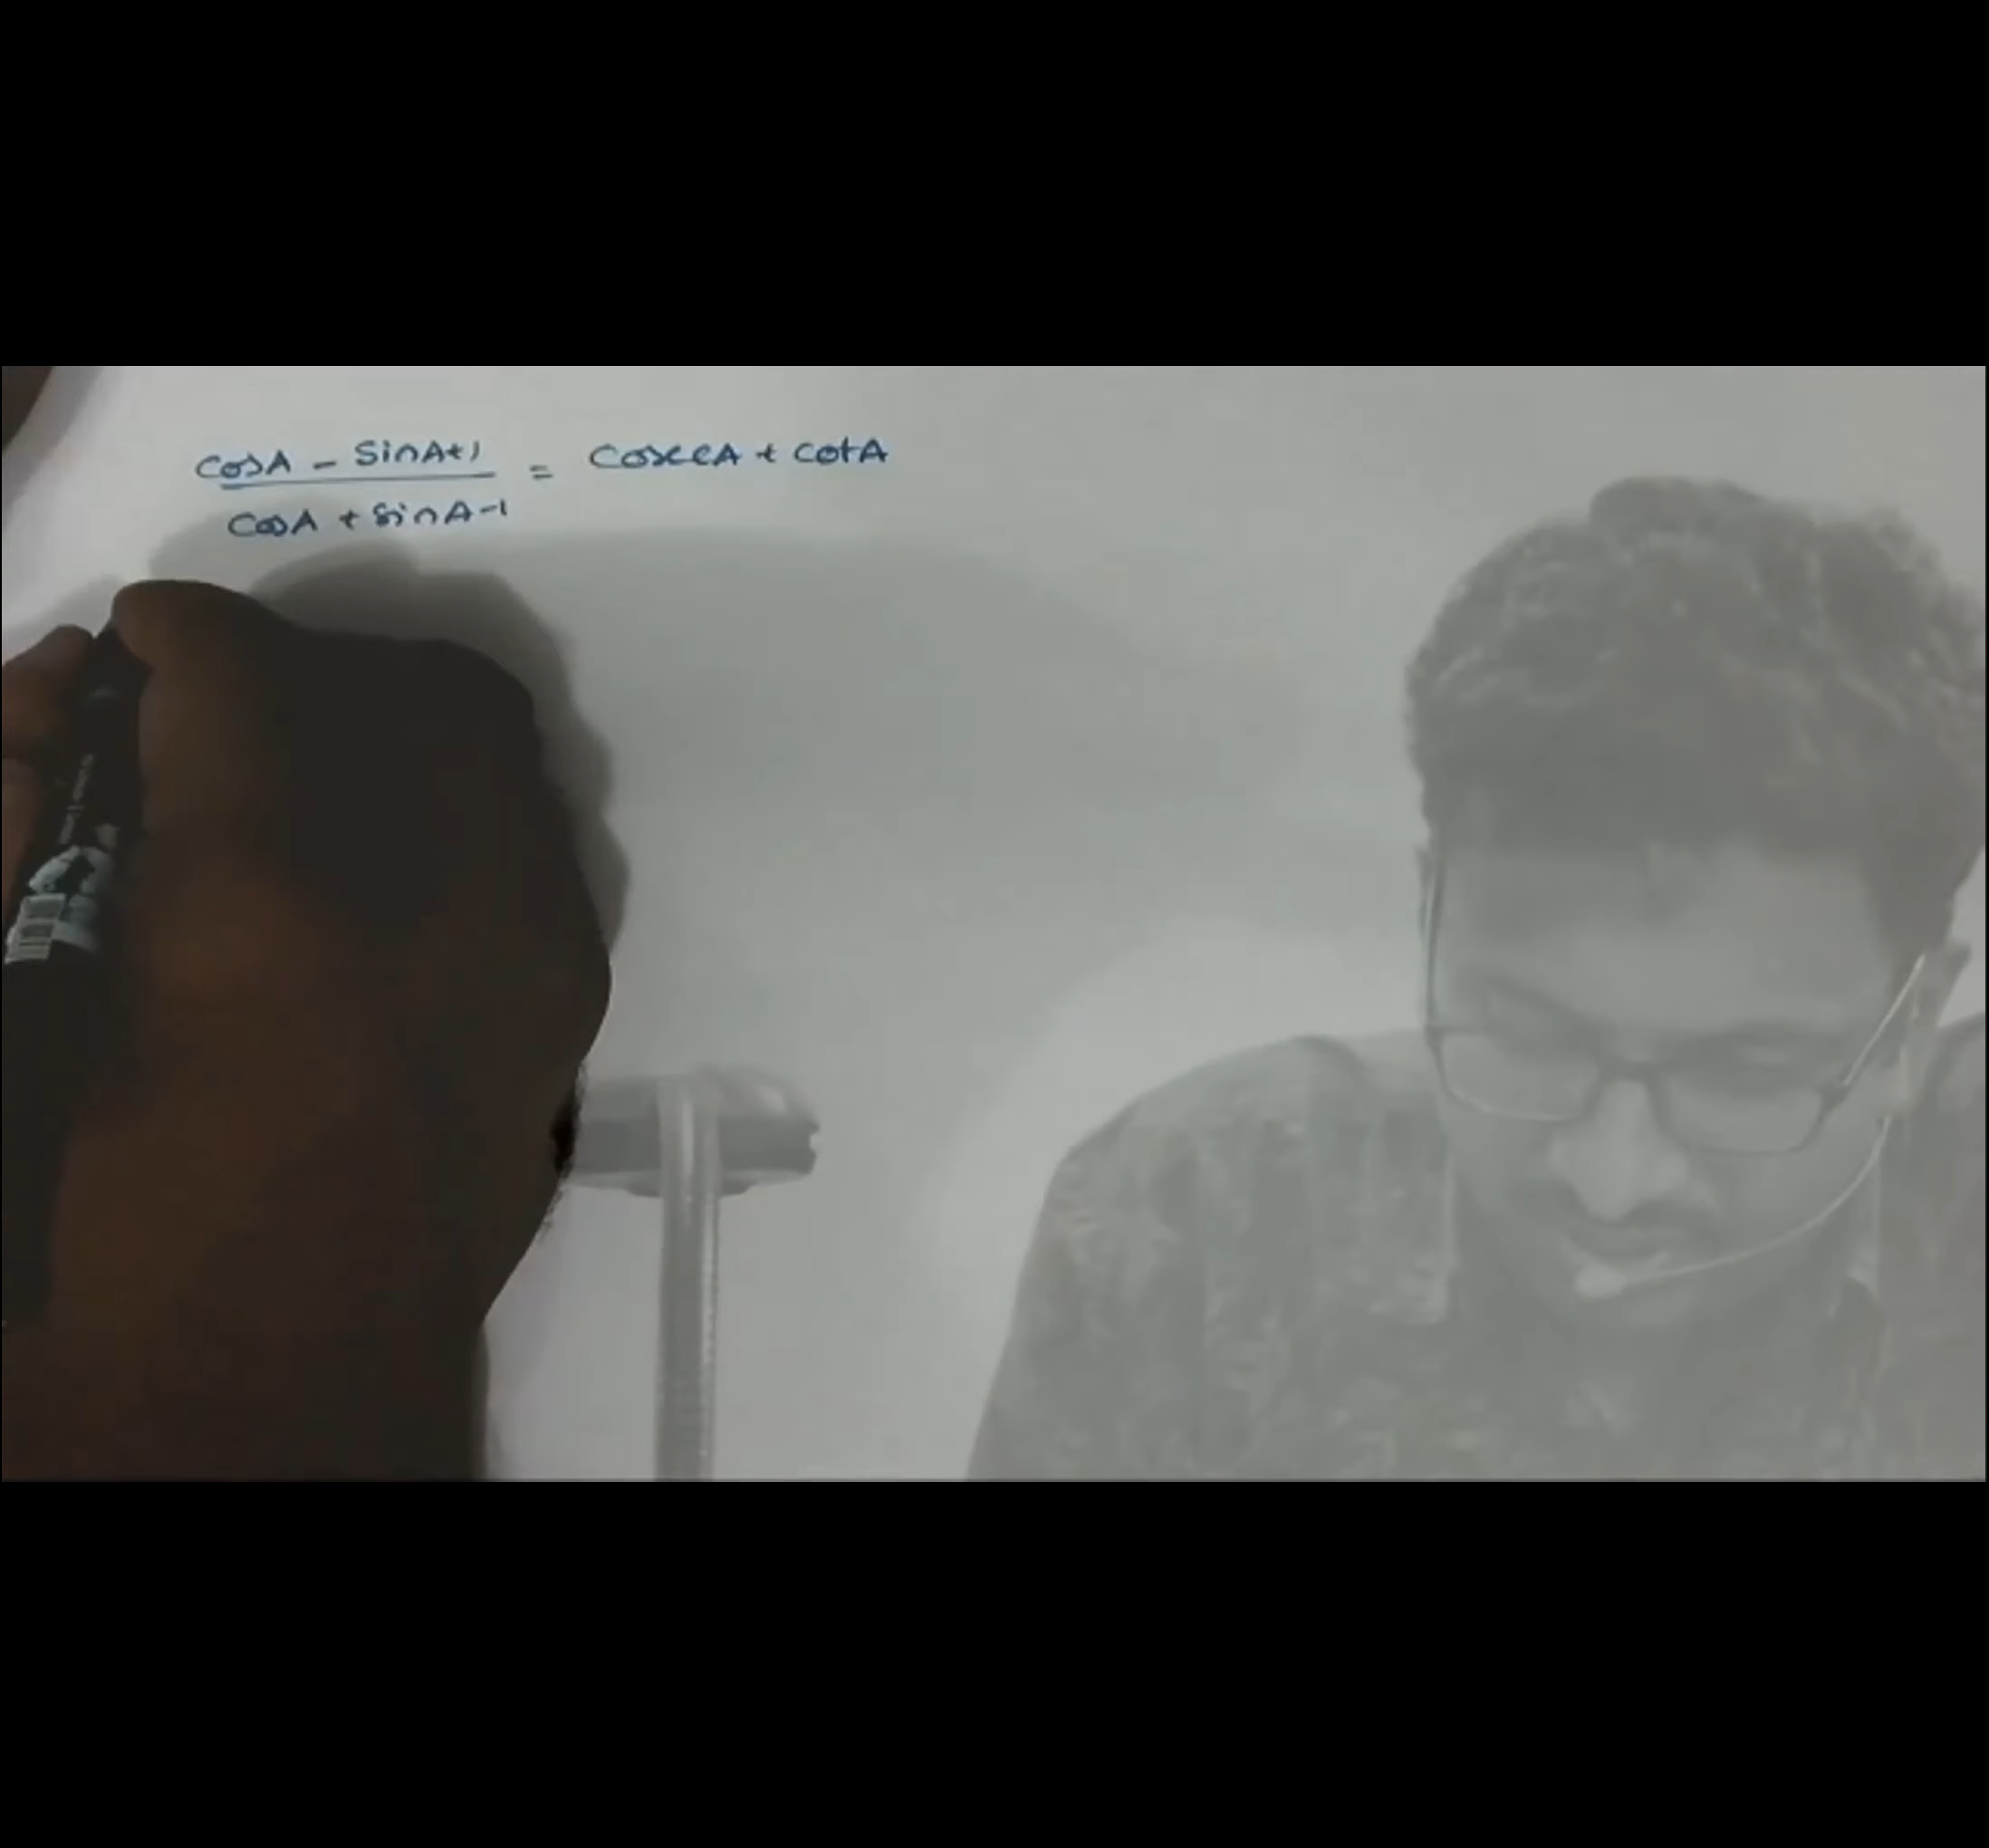 cosA - sinA+1 = cosecA + cotA
cosA + sinA-1